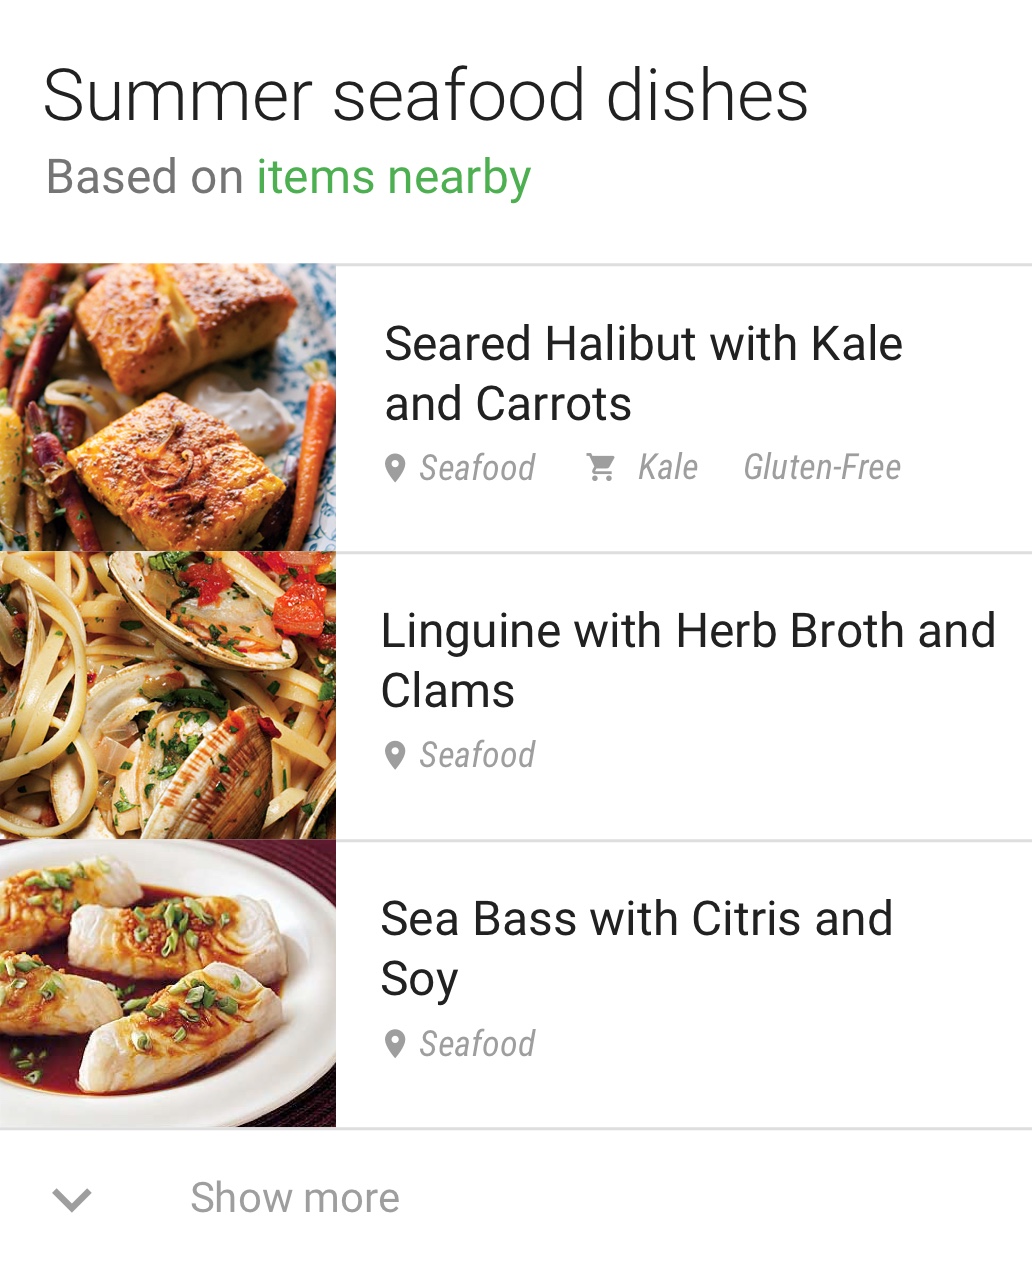 Summer seafood dishes
Based on items nearby
Seared Halibut with Kale
and Carrots
Seafood Kale Gluten-Free
Linguine with Herb Broth and
Clams
Seafood
Sea Bass with Citris and
Soy
Seafood
Show more